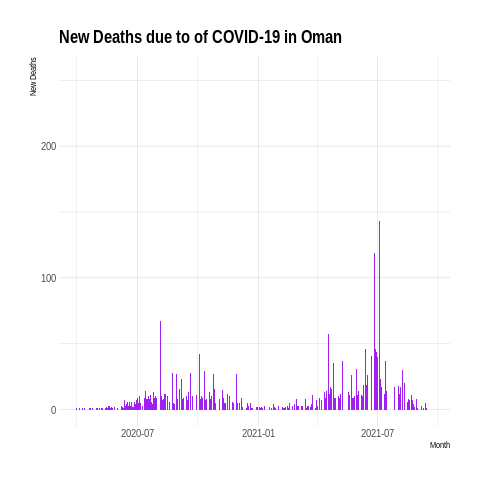 New Deaths due to of COVID-19 in Oman
New Deaths
200
100
0
2020-07
2021-01
2021-07
Month